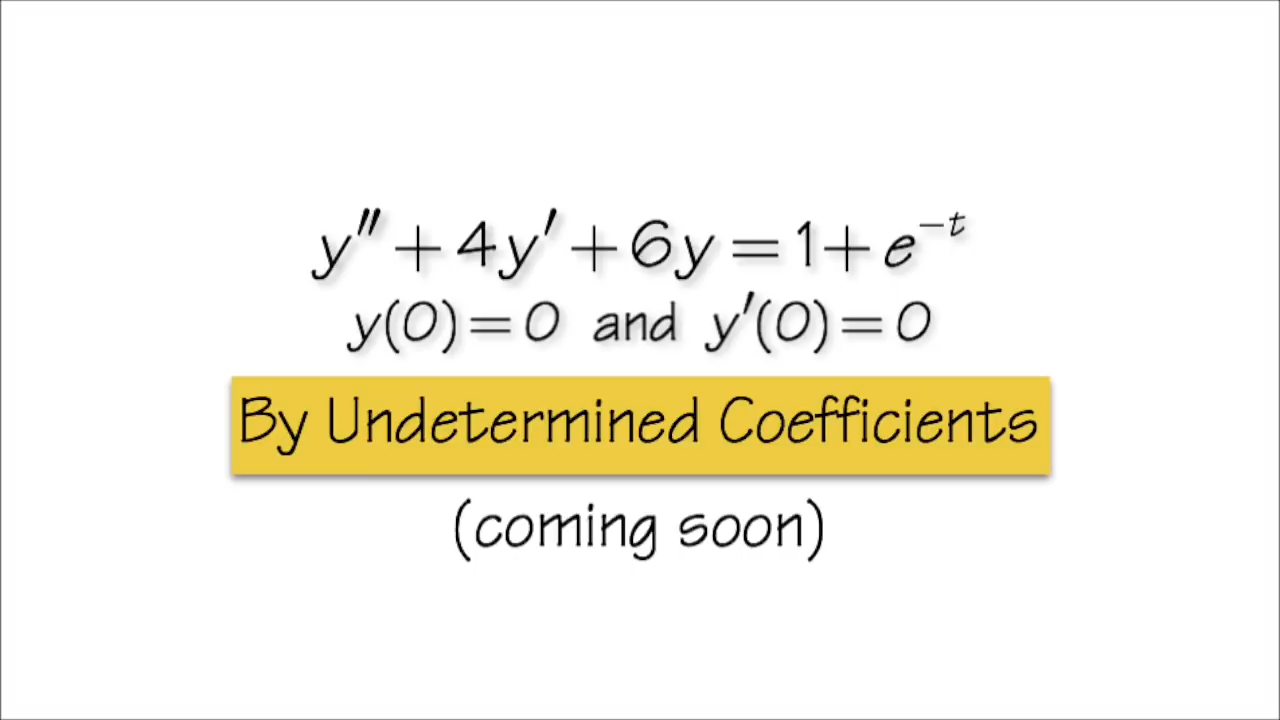 y″ + 4y′ + 6y = 1 + e⁻ᵗ
y(0) = 0 and y′(0) = 0
By Undetermined Coefficients
(coming soon)